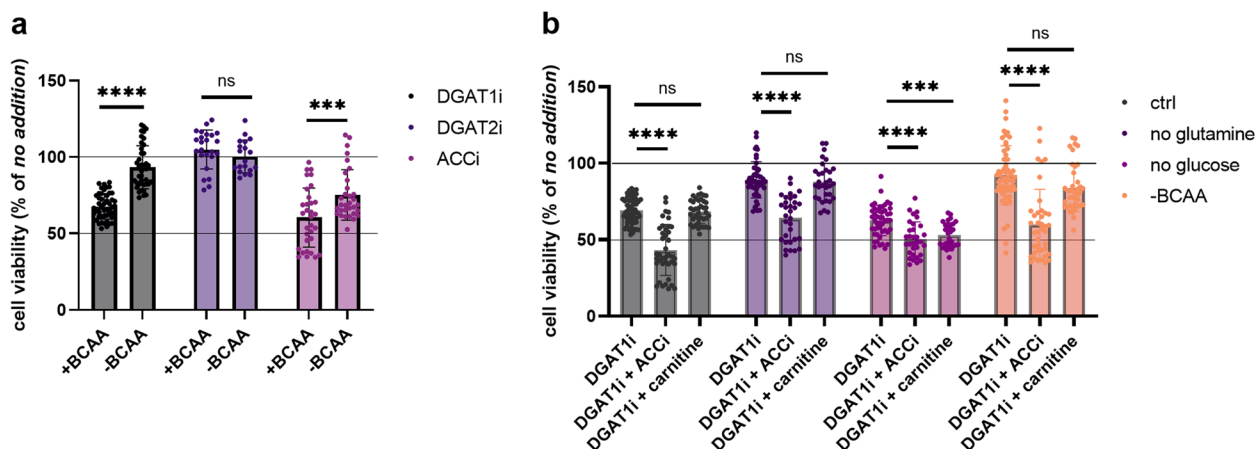 a
cell viability (% of no addition)
150
100
50
0
****
ns
***
+BCAA
-BCAA
+BCAA
-BCAA
+BCAA
-BCAA
DGAT1i
DGAT2i
ACCi
b
cell viability (% of no addition)
150
100
50
0
ns
****
ns
****
***
****
ns
****
DGAT1i
DGAT1i + ACCi
DGAT1i + carnitine
DGAT1i
DGAT1i + ACCi
DGAT1i + carnitine
DGAT1i
DGAT1i + ACCi
DGAT1i + carnitine
DGAT1i
DGAT1i + ACCi
DGAT1i + carnitine
ctrl
no glutamine
no glucose
-BCAA